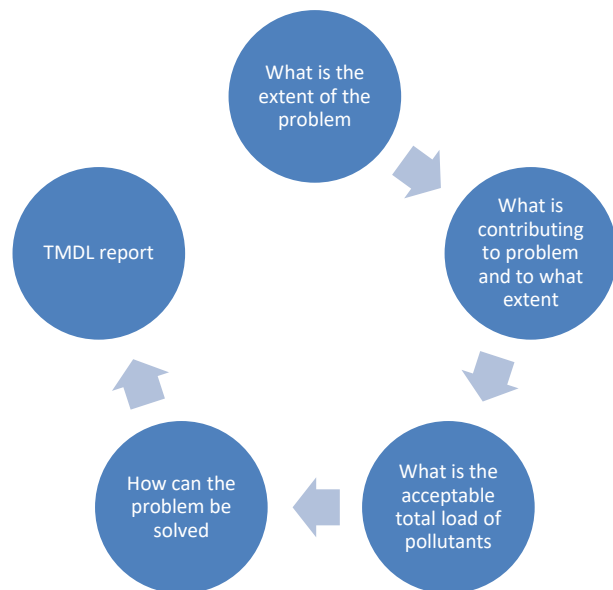 What is the
extent of the
problem
What is
contributing
to problem
and to what
extent
What is the
acceptable
total load of
pollutants
How can the
problem be
solved
TMDL report